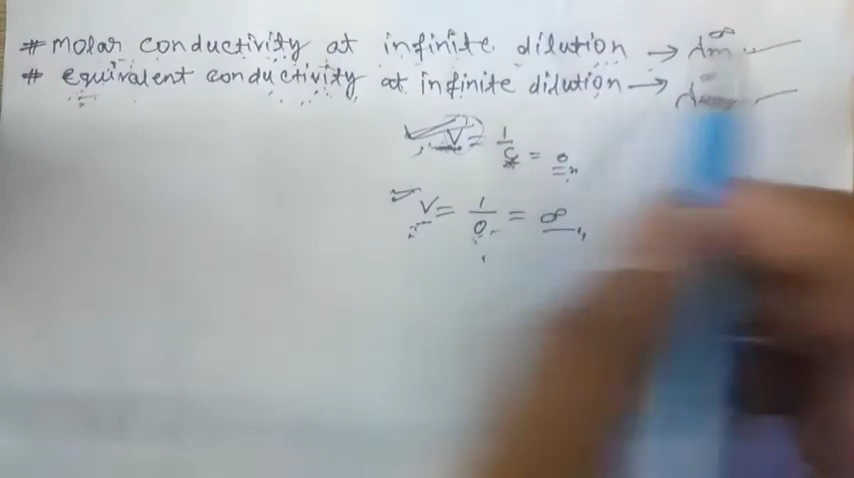 # molar conductivity at infinite dilution → Λm∞
# equivalent conductivity at infinite dilution →
V = 1/C = 0
V = 1/0 = ∞